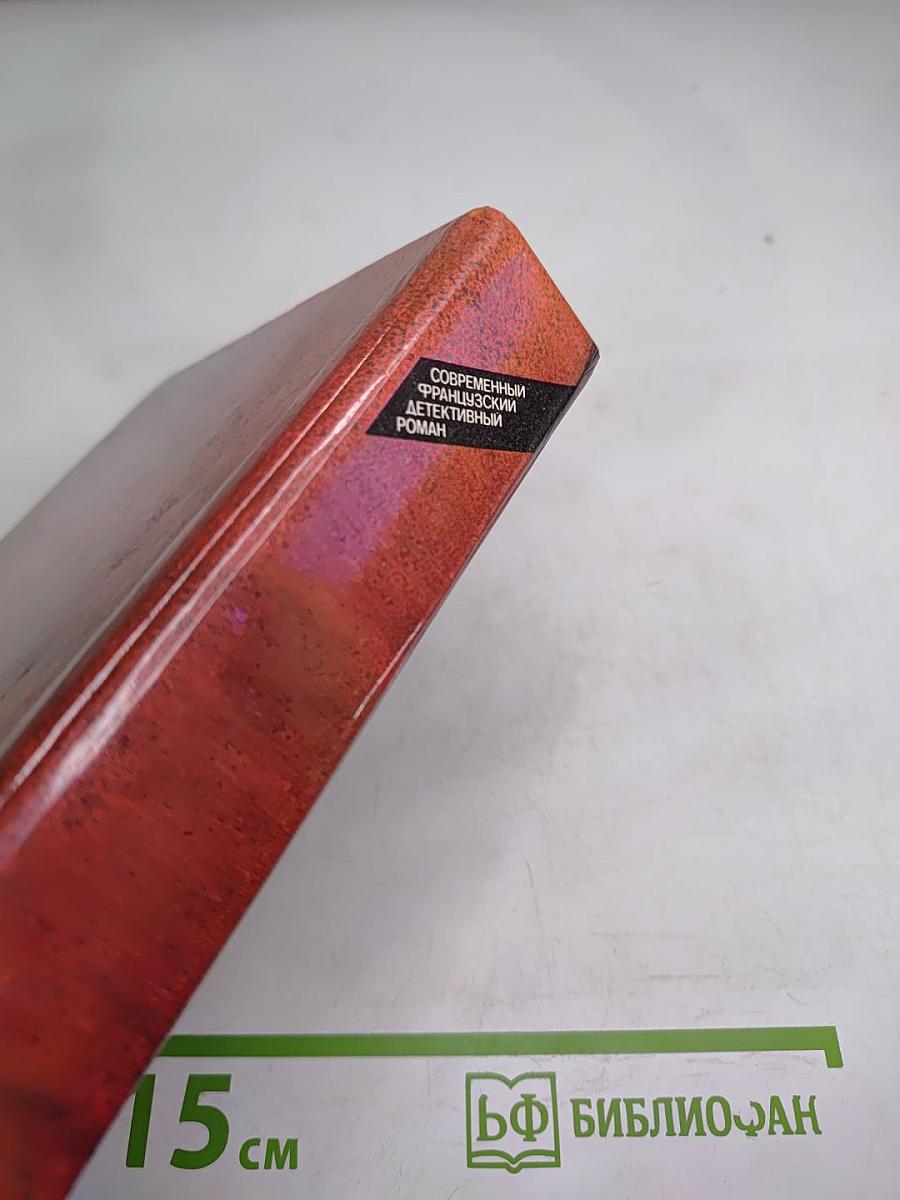 СОВРЕМЕННЫЙ
ФРАНЦУЗСКИЙ
ДЕТЕКТИВНЫЙ
РОМАН
15 см
БФ БИБЛИОФАН